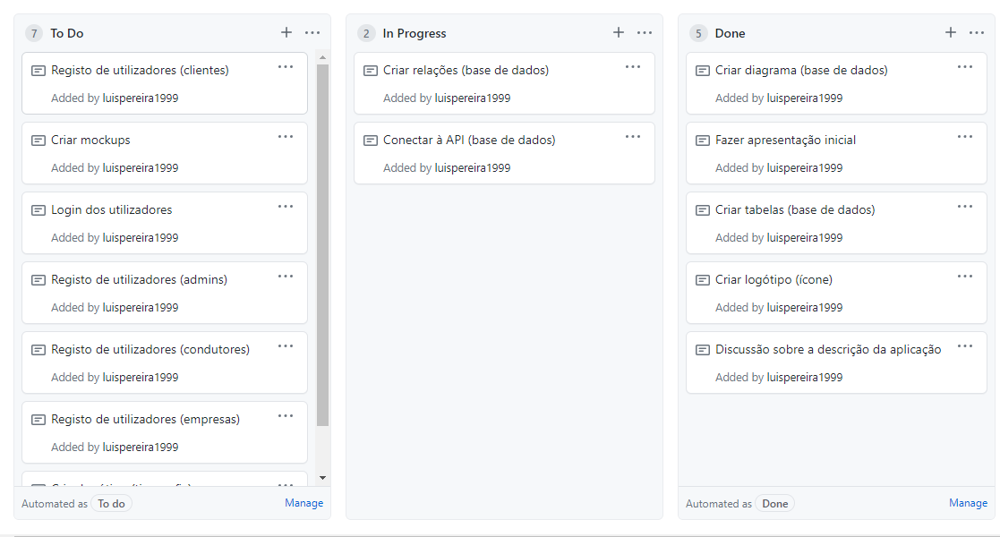 7 To Do
Registo de utilizadores (clientes)
Added by luispereira1999
Criar mockups
Added by luispereira1999
Login dos utilizadores
Added by luispereira1999
Registo de utilizadores (admins)
Added by luispereira1999
Registo de utilizadores (condutores)
Added by luispereira1999
Registo de utilizadores (empresas)
Added by luispereira1999
Automated as To do Manage
2 In Progress
Criar relações (base de dados)
Added by luispereira1999
Conectar à API (base de dados)
Added by luispereira1999
5 Done
Criar diagrama (base de dados)
Added by luispereira1999
Fazer apresentação inicial
Added by luispereira1999
Criar tabelas (base de dados)
Added by luispereira1999
Criar logótipo (ícone)
Added by luispereira1999
Discussão sobre a descrição da aplicação
Added by luispereira1999
Automated as Done Manage